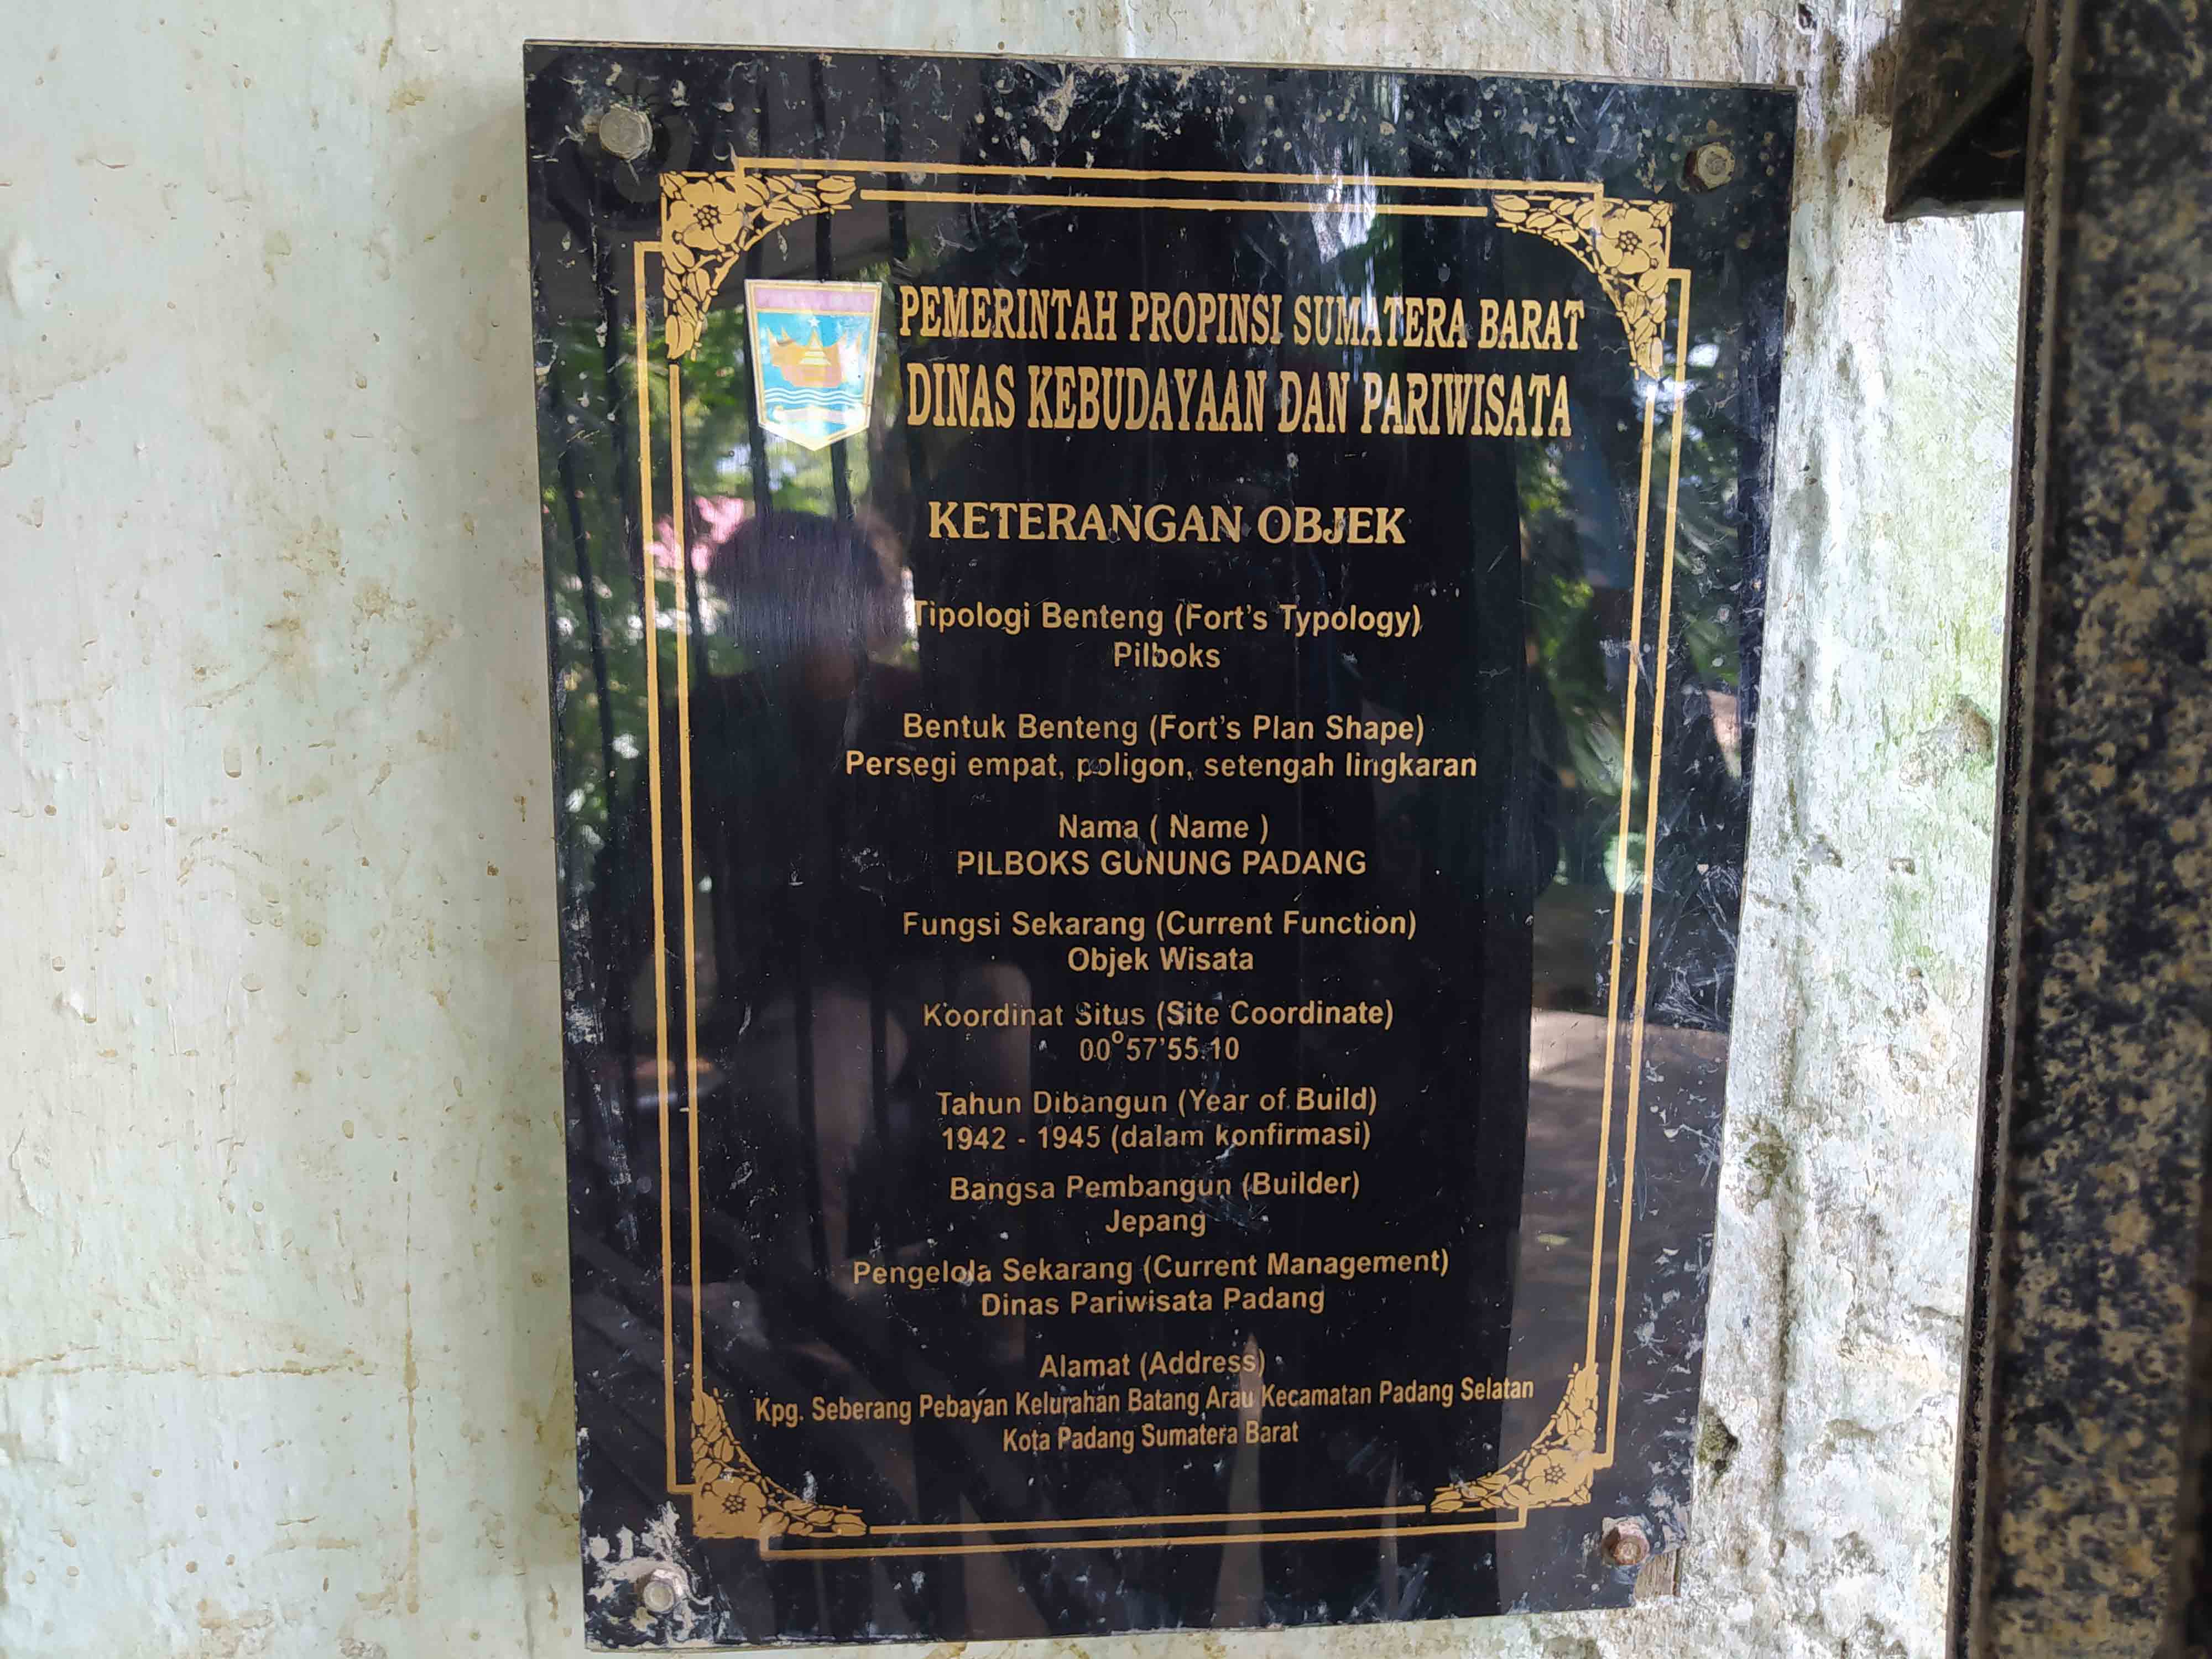 PEMERINTAH PROPINSI SUMATERA BARAT
DINAS KEBUDAYAAN DAN PARIWISATA
KETERANGAN OBJEK
Tipologi Benteng (Fort's Typology)
Pilboks
Bentuk Benteng (Fort's Plan Shape)
Persegi empat, poligon, setengah lingkaran
Nama ( Name )
PILBOKS GUNUNG PADANG
Fungsi Sekarang (Current Function)
Objek Wisata
Koordinat Situs (Site Coordinate)
00°57'55.10
Tahun Dibangun (Year of Build)
1942 - 1945 (dalam konfirmasi)
Bangsa Pembangun (Builder)
Jepang
Pengelola Sekarang (Current Management)
Dinas Pariwisata Padang
Alamat (Address)
Kpg. Seberang Pebayan Kelurahan Batang Arau Kecamatan Padang Selatan
Kota Padang Sumatera Barat